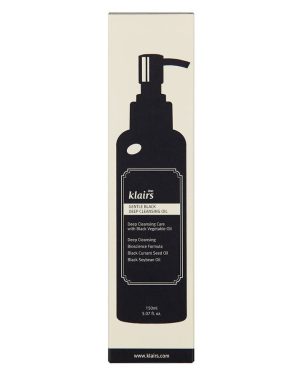 dear
klairs
GENTLE BLACK
DEEP CLEANSING OIL
Deep Cleansing Care
with Black Vegetable Oil
Deep Cleansing
Bioscience Formula
Black Currant Seed Oil
Black Soybean Oil
150ml
5.07 fl. oz
www.klairs.com